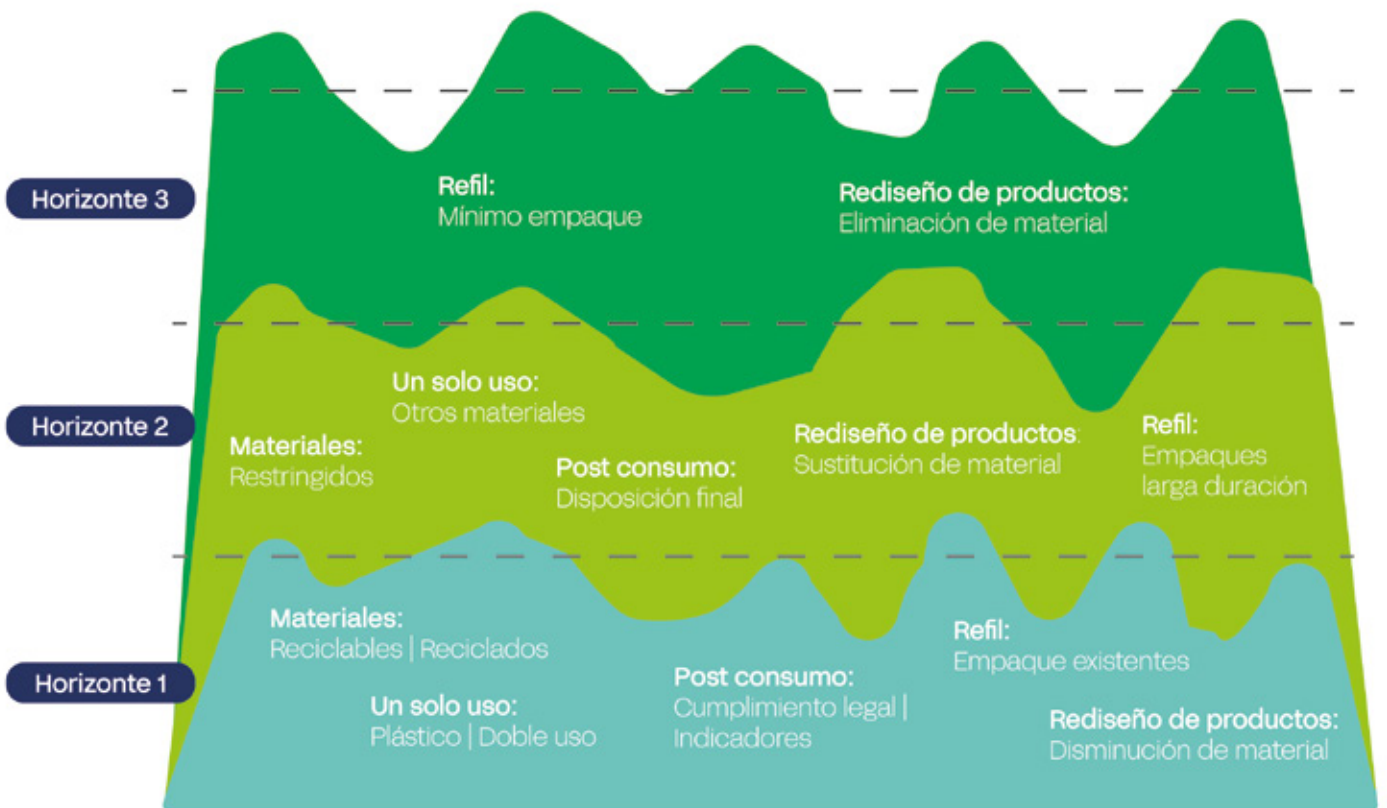 Horizonte 3
Refil:
Mínimo empaque
Rediseño de productos:
Eliminación de material
Horizonte 2
Un solo uso:
Otros materiales
Materiales:
Restringidos
Post consumo:
Disposición final
Rediseño de productos:
Sustitución de material
Refil:
Empaques
larga duración
Horizonte 1
Materiales:
Reciclables | Reciclados
Un solo uso:
Plástico | Doble uso
Post consumo:
Cumplimiento legal |
Indicadores
Refil:
Empaque existentes
Rediseño de productos:
Disminución de material